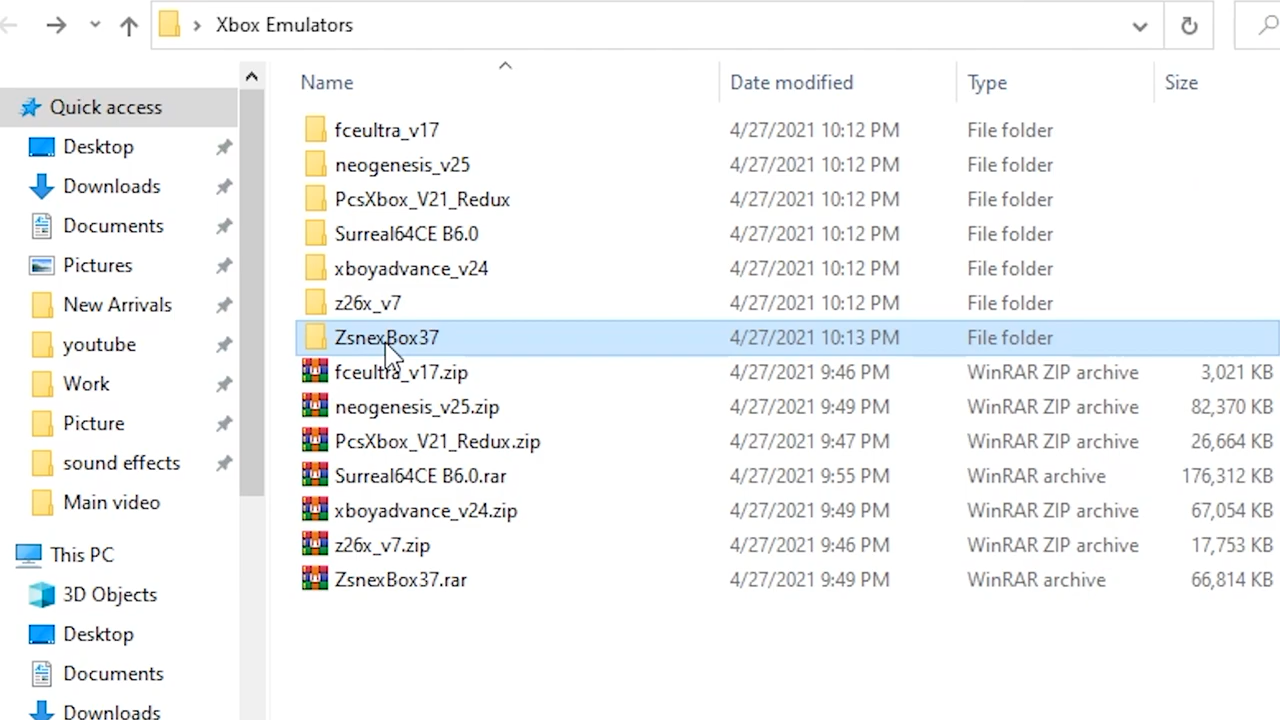 Xbox Emulators
Name Date modified Type Size
Quick access
Desktop
Downloads
Documents
Pictures
New Arrivals
youtube
Work
Picture
sound effects
Main video
This PC
3D Objects
Desktop
Documents
Downloads
fceultra_v17 4/27/2021 10:12 PM File folder
neogenesis_v25 4/27/2021 10:12 PM File folder
PcsXbox_V21_Redux 4/27/2021 10:12 PM File folder
Surreal64CE B6.0 4/27/2021 10:12 PM File folder
xboyadvance_v24 4/27/2021 10:12 PM File folder
z26x_v7 4/27/2021 10:12 PM File folder
ZsnexBox37 4/27/2021 10:13 PM File folder
fceultra_v17.zip 4/27/2021 9:46 PM WinRAR ZIP archive 3,021 KB
neogenesis_v25.zip 4/27/2021 9:49 PM WinRAR ZIP archive 82,370 KB
PcsXbox_V21_Redux.zip 4/27/2021 9:47 PM WinRAR ZIP archive 26,664 KB
Surreal64CE B6.0.rar 4/27/2021 9:55 PM WinRAR archive 176,312 KB
xboyadvance_v24.zip 4/27/2021 9:49 PM WinRAR ZIP archive 67,054 KB
z26x_v7.zip 4/27/2021 9:46 PM WinRAR ZIP archive 17,753 KB
ZsnexBox37.rar 4/27/2021 9:49 PM WinRAR archive 66,814 KB